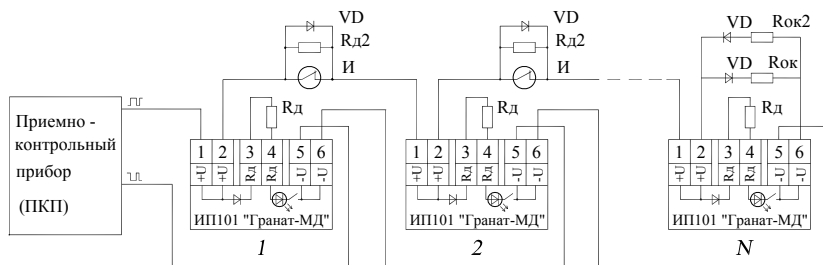 VD
Rд2
И
VD
Rд2
И
Rок2
VD
Rок
VD
Rд
Rд
Rд
Приемно -
контрольный
прибор
(ПКП)
1 2 3 4 5 6
+U +U Rд Rд -U -U
ИП101 "Гранат-МД"
1
1 2 3 4 5 6
+U +U Rд Rд -U -U
ИП101 "Гранат-МД"
2
1 2 3 4 5 6
+U +U Rд Rд -U -U
ИП101 "Гранат-МД"
N